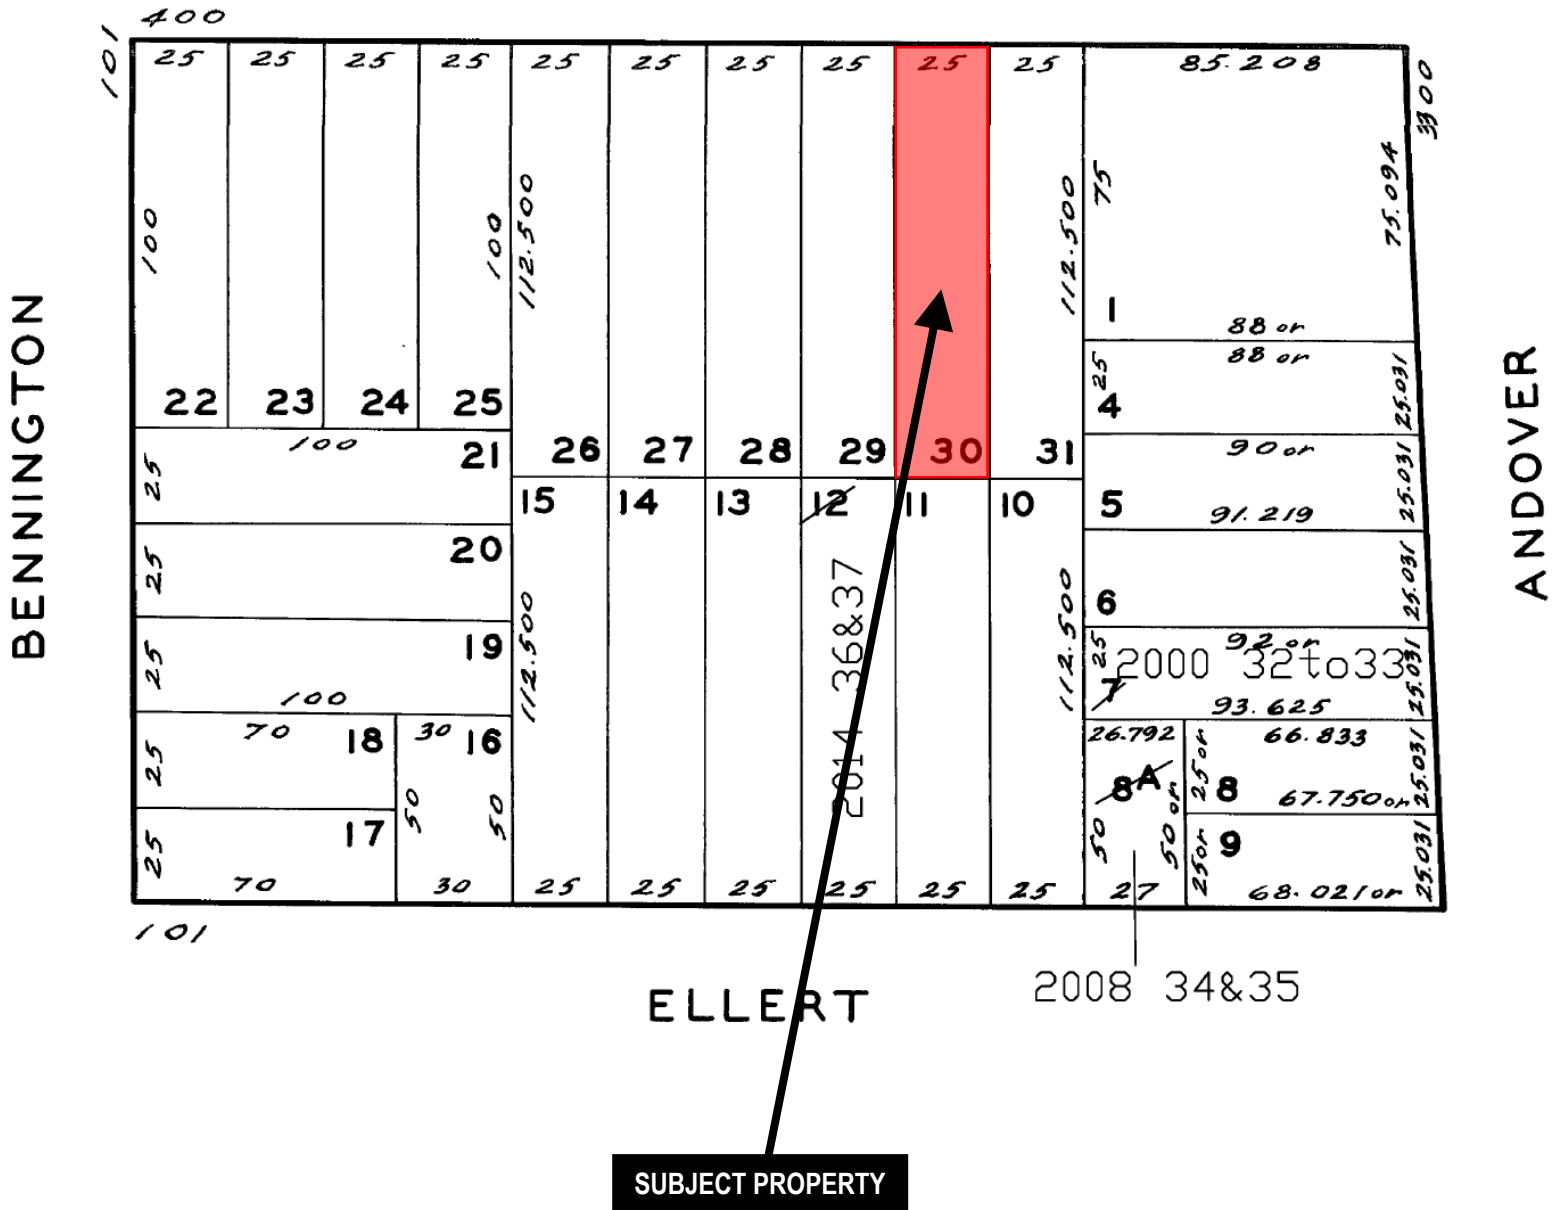 400
101
25 25 25 25 25 25 25 25 25 25 85.208
3300
100 100 112.500 112.500 75 75.094
1
88 or
22 23 24 25
25 4 88 or 25.031
26 27 28 29 30 31
100
25 21
90 or 25.031
15 14 13 12 11 10 5
91.219
25 20
6 25.031
112.500 112.500
2014 36&37
25 19
100
25 92 or 25.031
2000 32to33
7
93.625
70 18 30 16
25
26.792 66.833
8A 25 or 8 25.031
67.750 or
50 50 50 50 or
25 17
25 or 9 25.031
70 30 25 25 25 25 25 25 27 68.021 or
101
BENNINGTON
ANDOVER
ELLERT
2008 34&35
SUBJECT PROPERTY